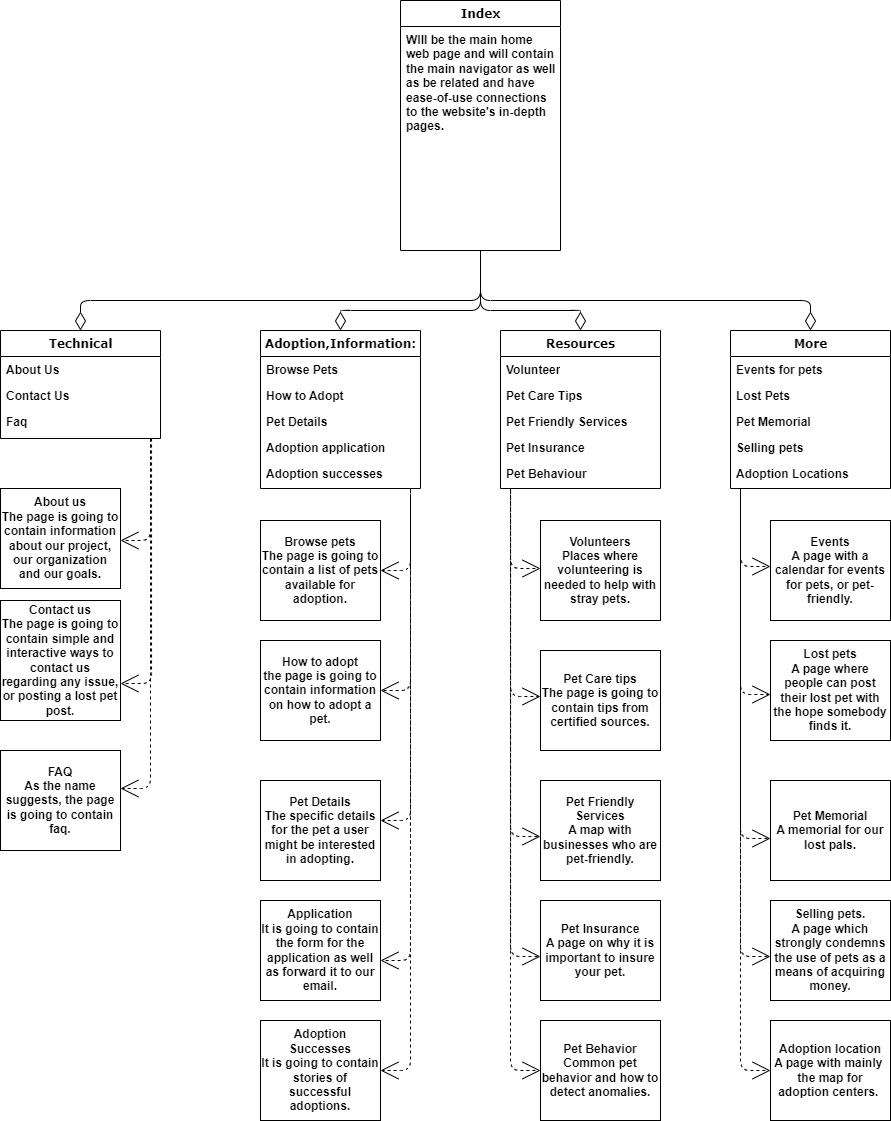 Index
Will be the main home
web page and will contain
the main navigator as well
as be related and have
ease-of-use connections
to the website's in-depth
pages.
Technical
About Us
Contact Us
Faq
Adoption,Information:
Browse Pets
How to Adopt
Pet Details
Adoption application
Adoption successes
Resources
Volunteer
Pet Care Tips
Pet Friendly Services
Pet Insurance
Pet Behaviour
More
Events for pets
Lost Pets
Pet Memorial
Selling pets
Adoption Locations
About us
The page is going to
contain information
about our project,
our organization
and our goals.
Contact us
The page is going to
contain simple and
interactive ways to
contact us
regarding any issue,
or posting a lost pet
post.
FAQ
As the name
suggests, the page
is going to contain
faq.
Browse pets
The page is going to
contain a list of pets
available for
adoption.
How to adopt
the page is going to
contain information
on how to adopt a
pet.
Pet Details
The specific details
for the pet a user
might be interested
in adopting.
Application
It is going to contain
the form for the
application as well
as forward it to our
email.
Adoption
Successes
It is going to contain
stories of
successful
adoptions.
Volunteers
Places where
volunteering is
needed to help with
stray pets.
Pet Care tips
The page is going to
contain tips from
certified sources.
Pet Friendly
Services
A map with
businesses who are
pet-friendly.
Pet Insurance
A page on why it is
important to insure
your pet.
Pet Behavior
Common pet
behavior and how to
detect anomalies.
Events
A page with a
calendar for events
for pets, or pet-
friendly.
Lost pets
A page where
people can post
their lost pet with
the hope somebody
finds it.
Pet Memorial
A memorial for our
lost pals.
Selling pets.
A page which
strongly condemns
the use of pets as a
means of acquiring
money.
Adoption location
A page with mainly
the map for
adoption centers.